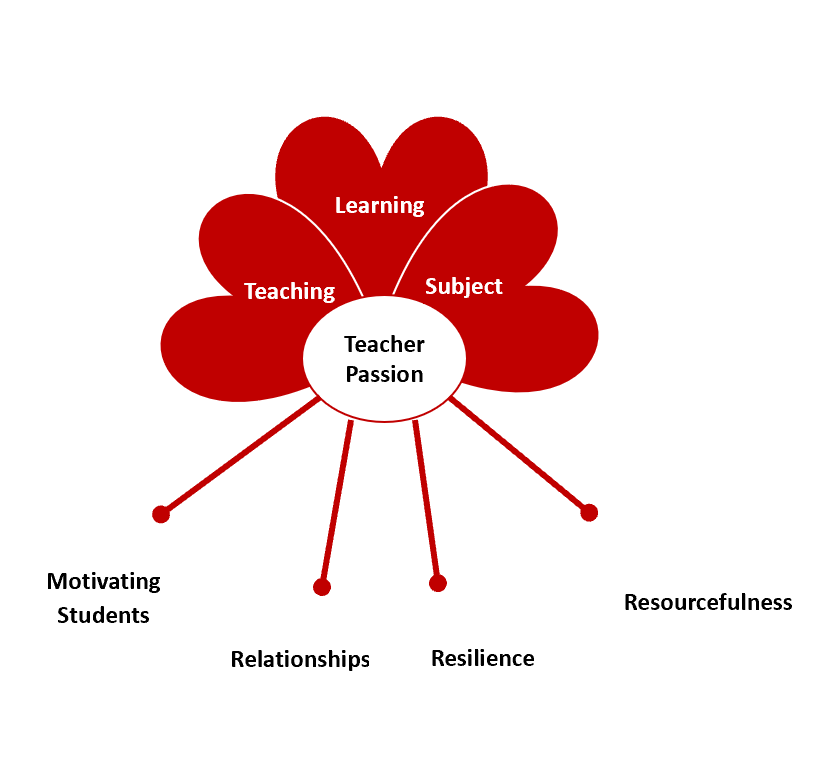 Learning
Teaching
Subject
Teacher
Passion
Motivating
Students
Resourcefulness
Relationships
Resilience